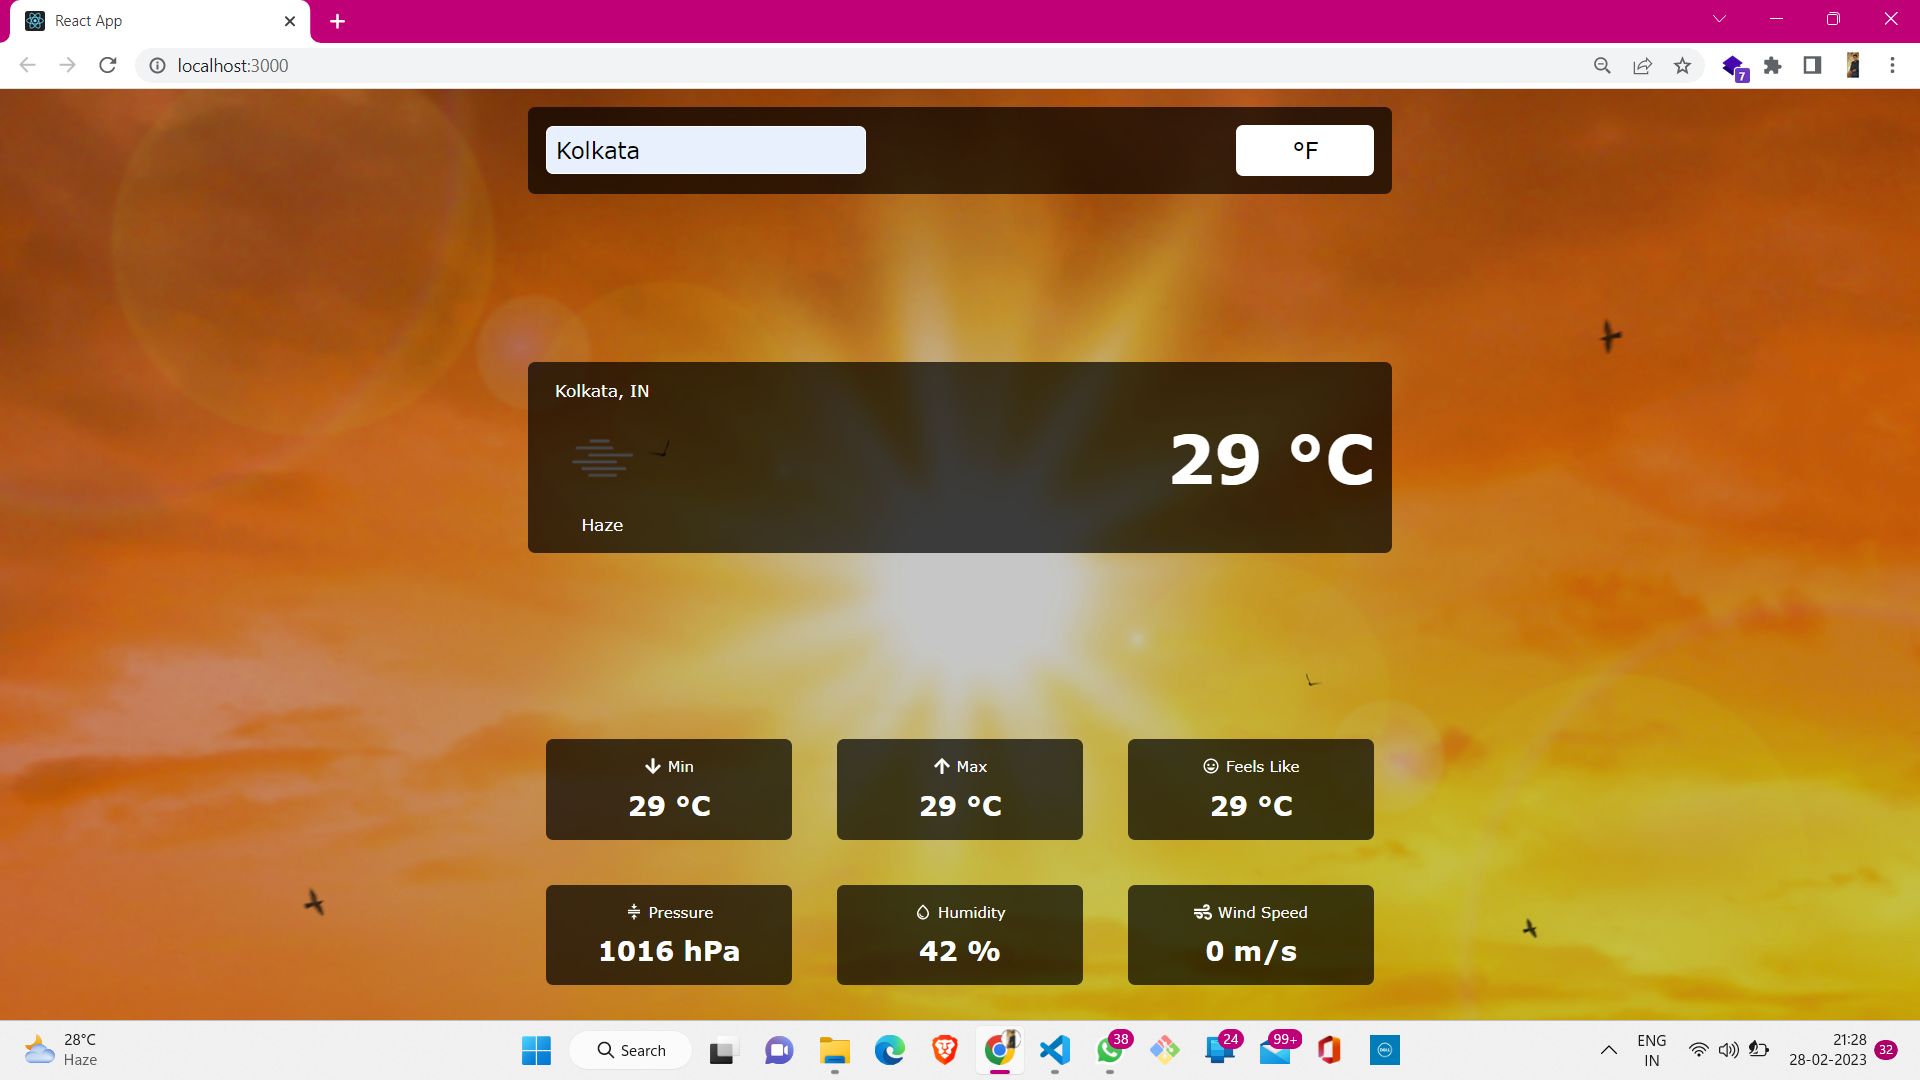 React App
localhost:3000
7
Kolkata
°F
Kolkata, IN
29 °C
Haze
Min
29 °C
Max
29 °C
Feels Like
29 °C
Pressure
1016 hPa
Humidity
42 %
Wind Speed
0 m/s
28°C
Haze
Search
38
24
99+
DELL
ENG
IN
21:28
28-02-2023
32